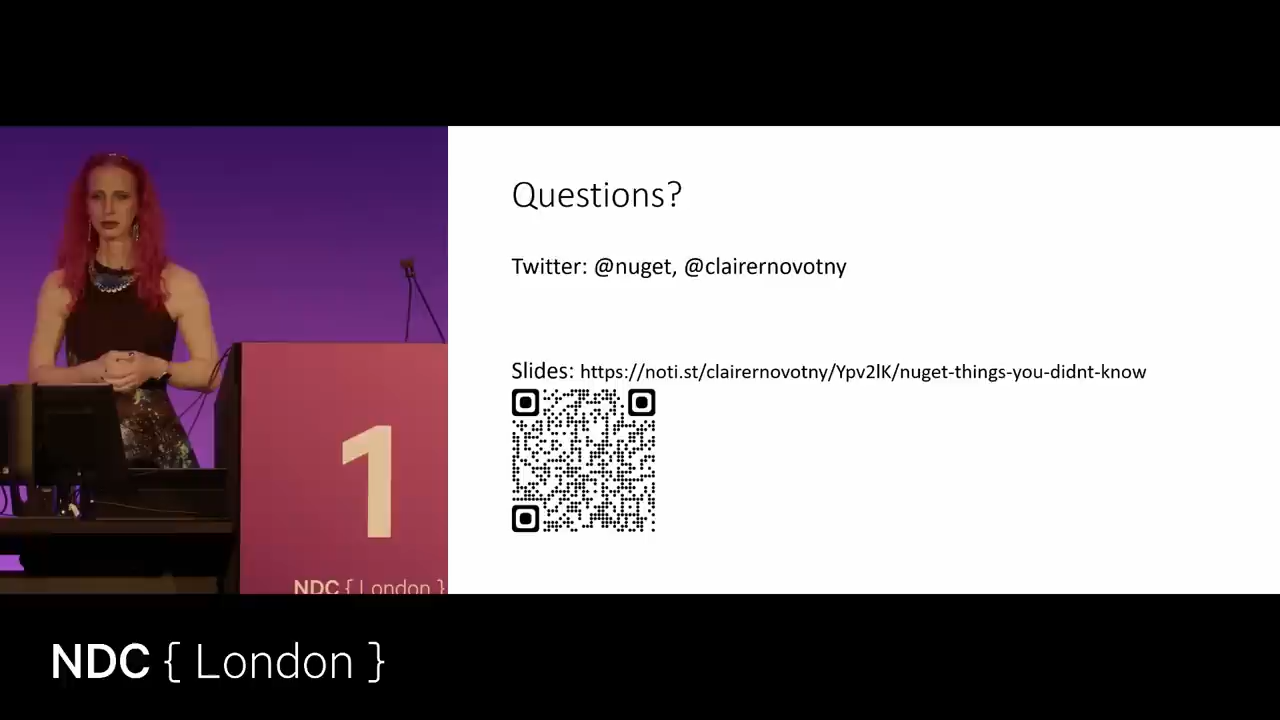 Questions?
Twitter: @nuget, @clairernovotny
Slides: https://noti.st/clairernovotny/Ypv2lK/nuget-things-you-didnt-know
1
NDC { London }
NDC { London }